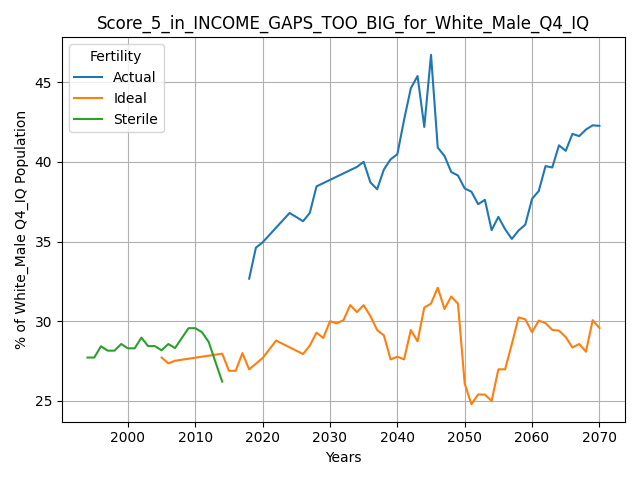 Score_5_in_INCOME_GAPS_TOO_BIG_for_White_Male_Q4_IQ
Fertility
Actual
Ideal
Sterile
% of White_Male Q4_IQ Population
45
40
35
30
25
2000 2010 2020 2030 2040 2050 2060 2070
Years